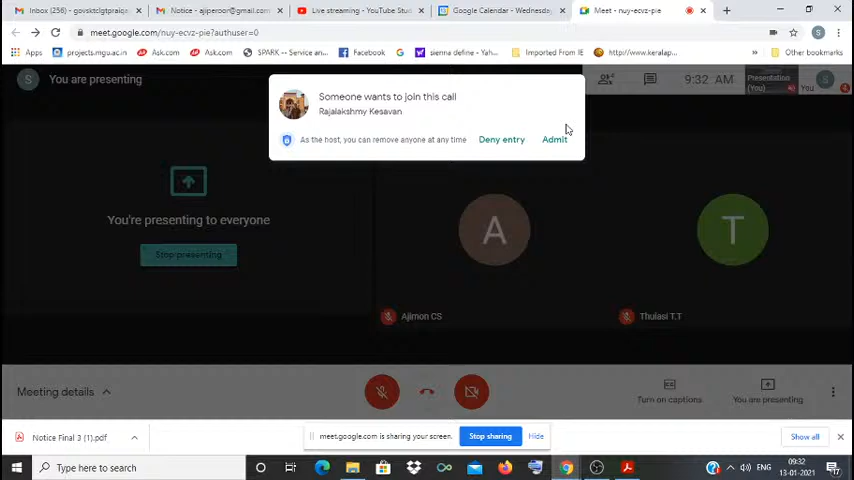 Inbox (256) - govsktclgtpraiqa
Notice - ajiperoor@gmail.com
Live streaming - YouTube Stu
Google Calendar - Wednesday,
Meet - nuy-ecvz-pie
meet.google.com/nuy-ecvz-pie?authuser=0
Apps
projects.mgu.ac.in
Ask.com
Ask.com
SPARK -- Service an...
Facebook
G
sienna define - Yah...
Imported From IE
http://www.keralap...
Other bookmarks
S
You are presenting
9:32 AM
Presentation
(You)
You
S
Someone wants to join this call
Rajalakshmy Kesavan
As the host, you can remove anyone at any time
Deny entry
Admit
You're presenting to everyone
Stop presenting
A
T
Ajimon CS
Thulasi T.T
Meeting details
Turn on captions
You are presenting
Notice Final 3 (1).pdf
meet.google.com is sharing your screen.
Stop sharing
Hide
Show all
Type here to search
ENG
09:32
13-01-2021